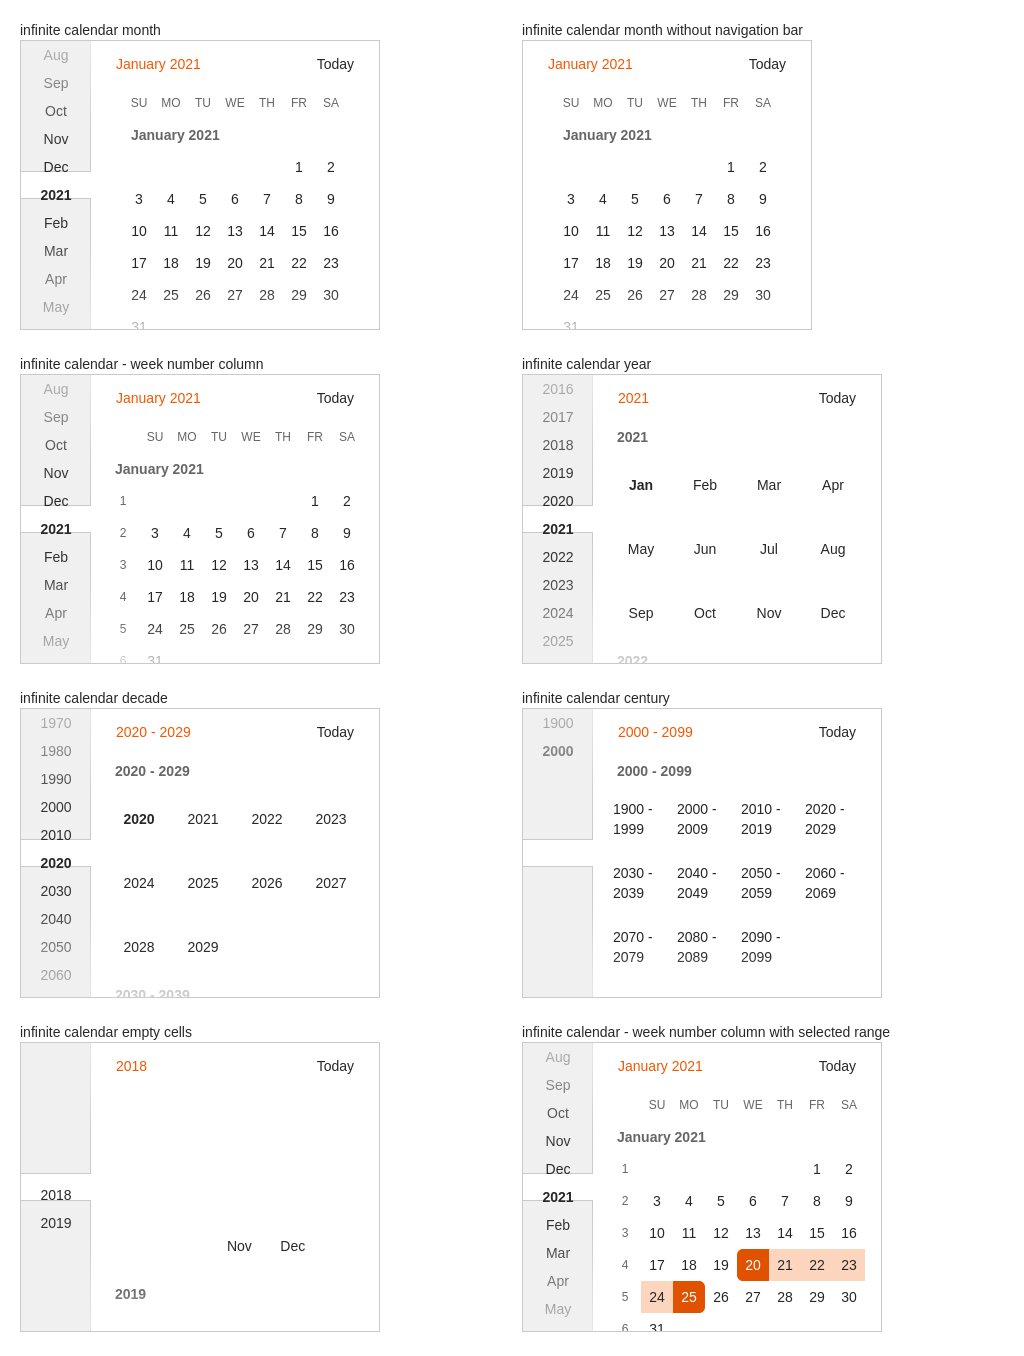 infinite calendar month
Aug
Sep
Oct
Nov
Dec
2021
Feb
Mar
Apr
May
January 2021 Today
SU MO TU WE TH FR SA
January 2021
1 2
3 4 5 6 7 8 9
10 11 12 13 14 15 16
17 18 19 20 21 22 23
24 25 26 27 28 29 30
31
infinite calendar month without navigation bar
January 2021 Today
SU MO TU WE TH FR SA
January 2021
1 2
3 4 5 6 7 8 9
10 11 12 13 14 15 16
17 18 19 20 21 22 23
24 25 26 27 28 29 30
31
infinite calendar - week number column
Aug
Sep
Oct
Nov
Dec
2021
Feb
Mar
Apr
May
January 2021 Today
SU MO TU WE TH FR SA
January 2021
1 1 2
2 3 4 5 6 7 8 9
3 10 11 12 13 14 15 16
4 17 18 19 20 21 22 23
5 24 25 26 27 28 29 30
6 31
infinite calendar year
2016
2017
2018
2019
2020
2021
2022
2023
2024
2025
2021 Today
2021
Jan Feb Mar Apr
May Jun Jul Aug
Sep Oct Nov Dec
2022
infinite calendar decade
1970
1980
1990
2000
2010
2020
2030
2040
2050
2060
2020 - 2029 Today
2020 - 2029
2020 2021 2022 2023
2024 2025 2026 2027
2028 2029
2030 - 2039
infinite calendar century
1900
2000
2000 - 2099 Today
2000 - 2099
1900 - 2000 - 2010 - 2020 -
1999 2009 2019 2029
2030 - 2040 - 2050 - 2060 -
2039 2049 2059 2069
2070 - 2080 - 2090 -
2079 2089 2099
infinite calendar empty cells
2018
2019
2018 Today
Nov Dec
2019
infinite calendar - week number column with selected range
Aug
Sep
Oct
Nov
Dec
2021
Feb
Mar
Apr
May
January 2021 Today
SU MO TU WE TH FR SA
January 2021
1 1 2
2 3 4 5 6 7 8 9
3 10 11 12 13 14 15 16
4 17 18 19 20 21 22 23
5 24 25 26 27 28 29 30
6 31